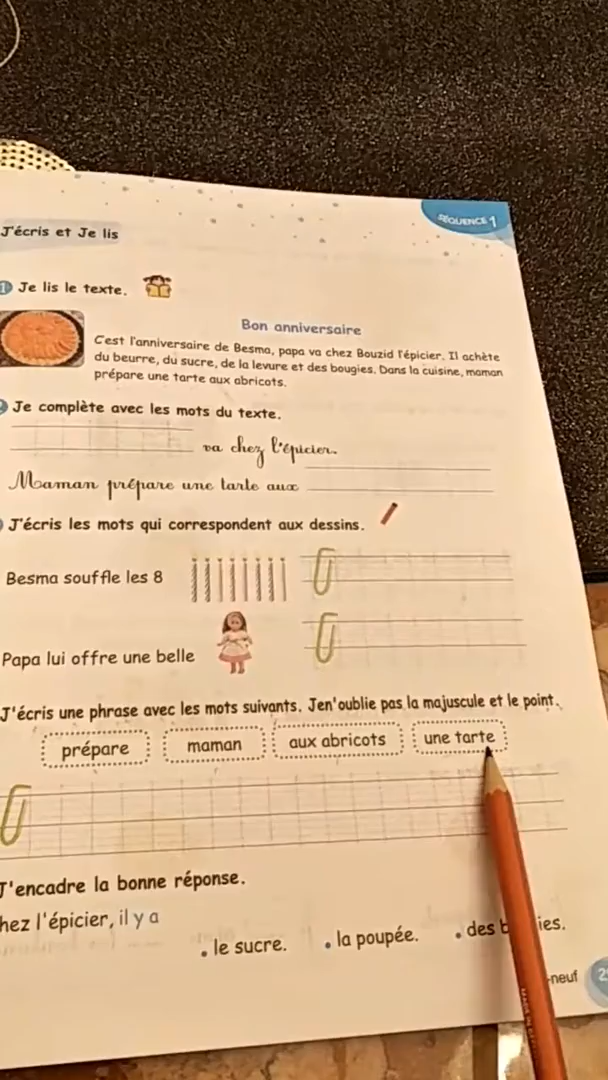 SÉQUENCE 1
J'écris et Je lis
1 Je lis le texte.
Bon anniversaire
C'est l'anniversaire de Besma, papa va chez Bouzid l'épicier. Il achète
du beurre, du sucre, de la levure et des bougies. Dans la cuisine, maman
prépare une tarte aux abricots.
Je complète avec les mots du texte.
va chez l'épicier.
Maman prépare une tarte aux
J'écris les mots qui correspondent aux dessins.
Besma souffle les 8
Papa lui offre une belle
J'écris une phrase avec les mots suivants. Jen'oublie pas la majuscule et le point.
prépare
maman
aux abricots
une tarte
J'encadre la bonne réponse.
hez l'épicier, il y a
. le sucre.
. la poupée.
. des b ies.
-neuf
2